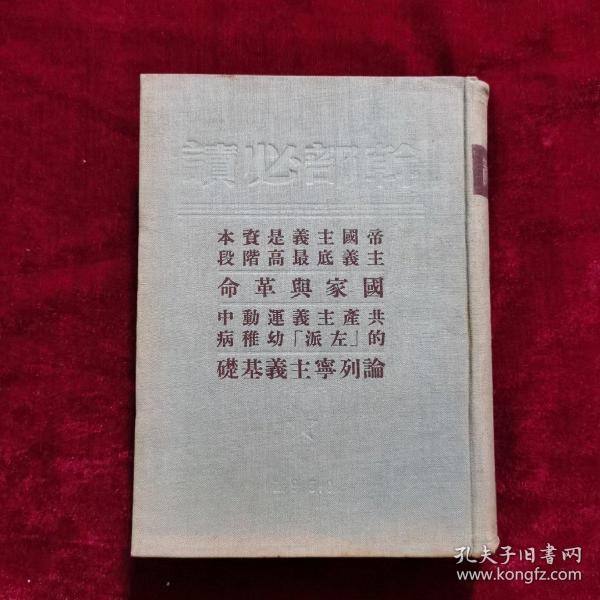 幹部必讀
帝國主義是資本
主義底最高階段
國家與革命
共產主義運動中
的「左派」幼稚病
論列寧主義基礎
孔夫子旧書网
www.kongfz.com